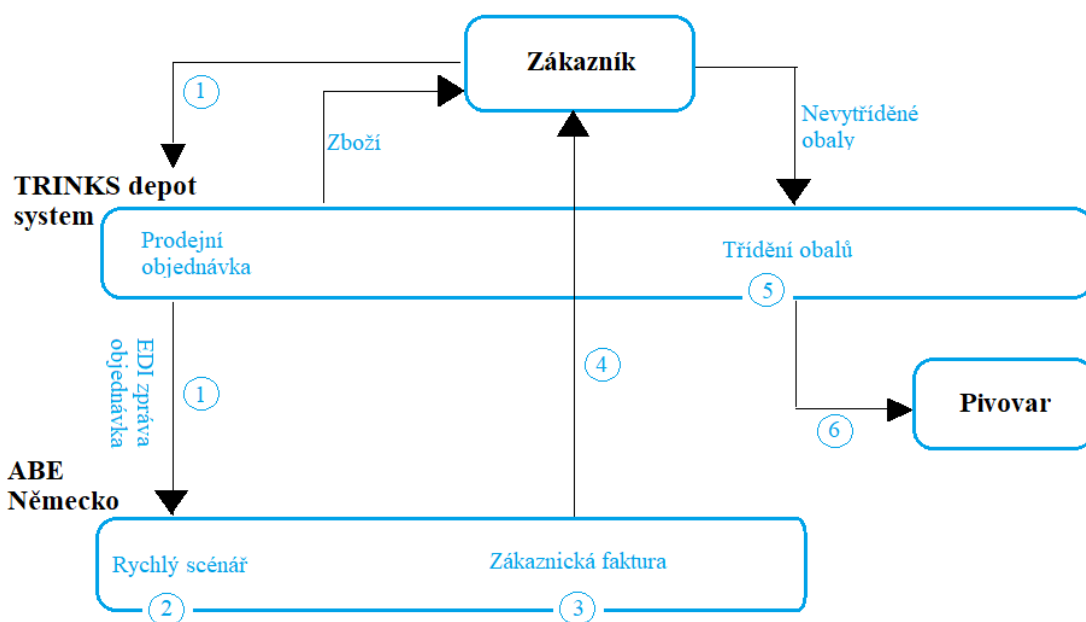 Zákazník
1
Zboží
Nevytříděné
obaly
TRINKS depot
system
Prodejní
objednávka
Třídění obalů
5
EDI zpráva
objednávka
1
4
6
Pivovar
ABE
Německo
Rychlý scénář
2
Zákaznická faktura
3